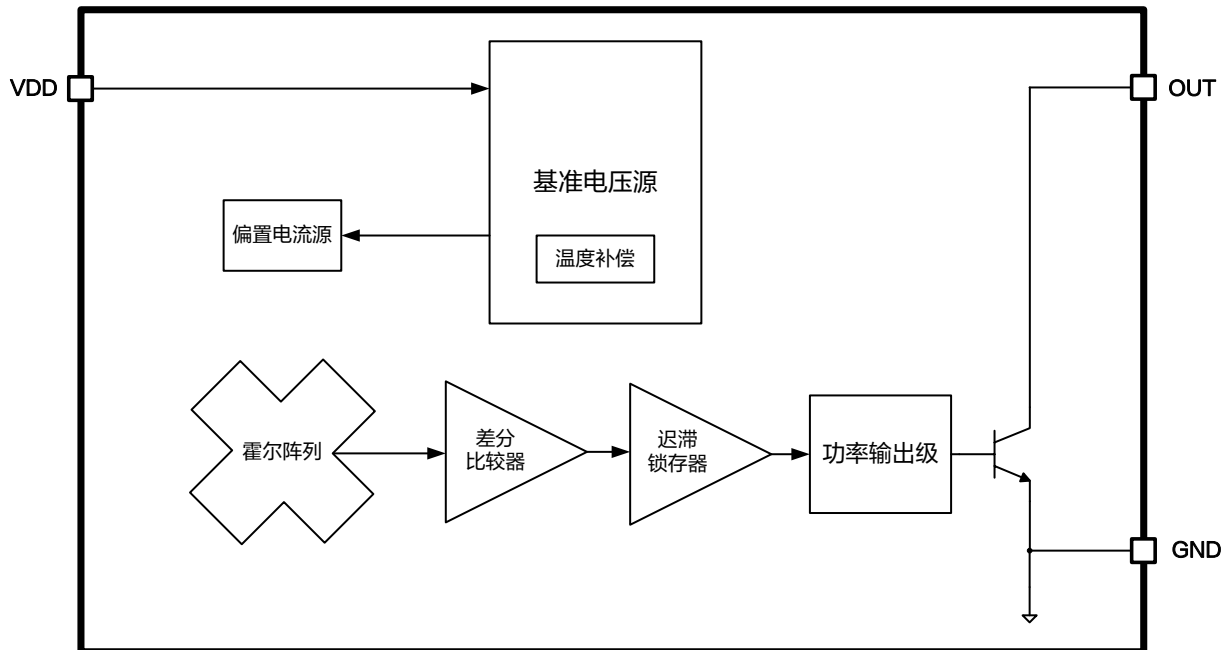 VDD
OUT
基准电压源
偏置电流源
温度补偿
霍尔阵列
差分
比较器
迟滞
锁存器
功率输出级
GND